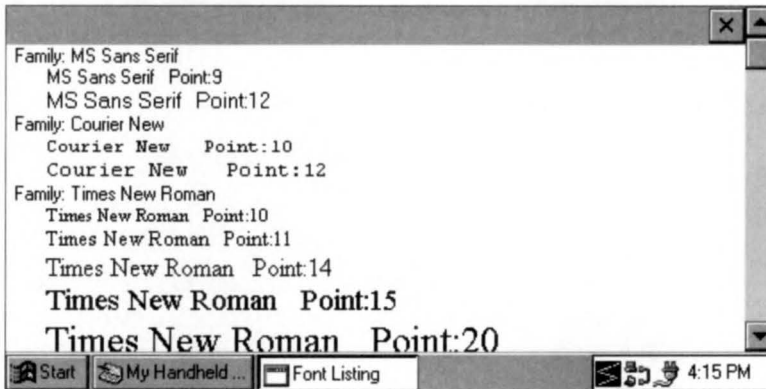 Family: MS Sans Serif
MS Sans Serif Point:9
MS Sans Serif Point:12
Family: Courier New
Courier New Point:10
Courier New Point:12
Family: Times New Roman
Times New Roman Point:10
Times New Roman Point:11
Times New Roman Point:14
Times New Roman Point:15
Times New Roman Point:20
Start My Handheld ... Font Listing 4:15 PM